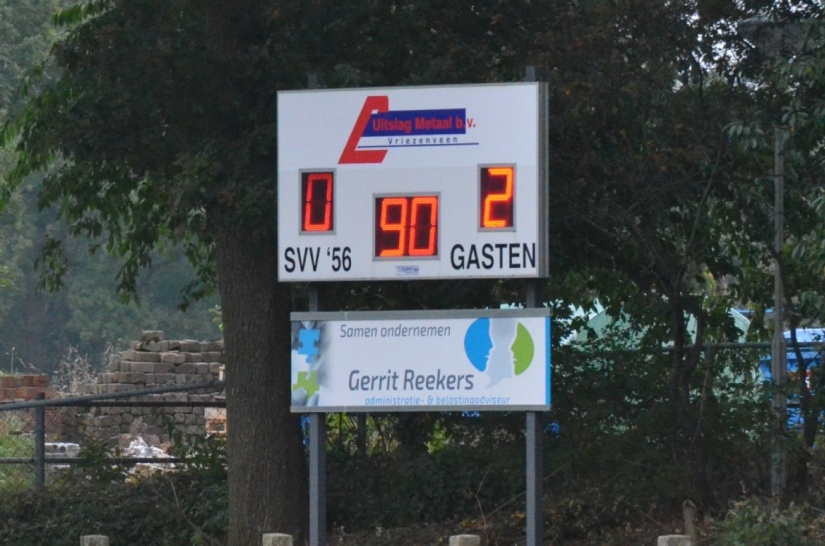 Uitslag Metaal b.v.
Vriezenveen
0 90 2
SVV '56 GASTEN
Samen ondernemen
Gerrit Reekers
administratie- & belastingadviseur